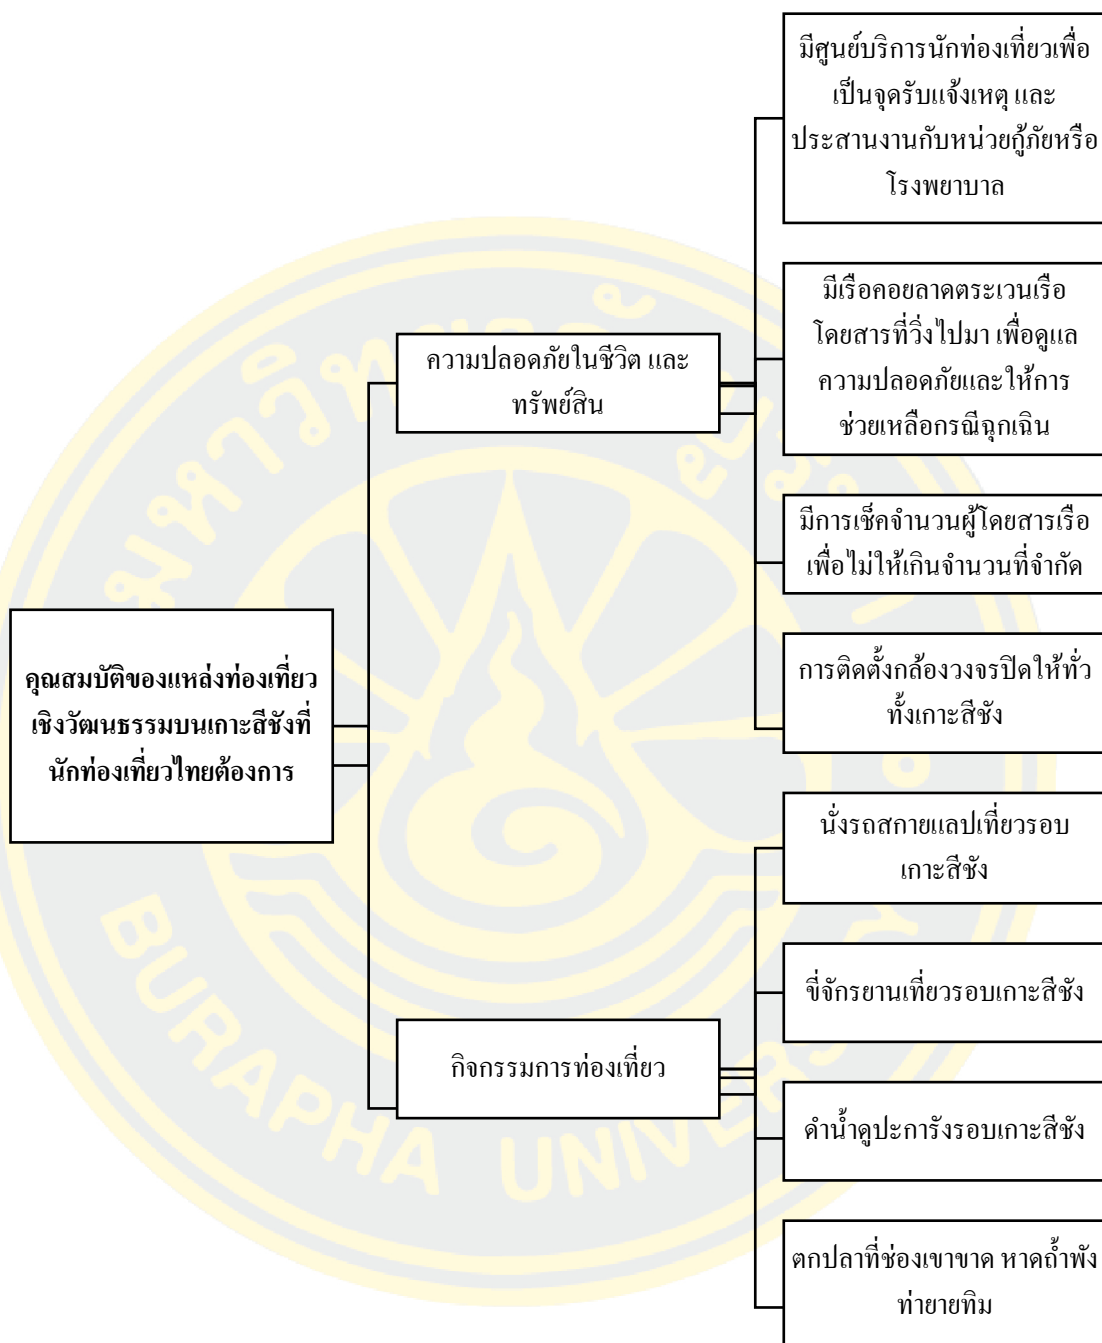 มีศูนย์บริการนักท่องเที่ยวเพื่อ
เป็นจุดรับแจ้งเหตุ และ
ประสานงานกับหน่วยกู้ภัยหรือ
โรงพยาบาล
มีเรือคอยลาดตระเวนเรือ
โดยสารที่วิ่งไปมา เพื่อดูแล
ความปลอดภัยและให้การ
ช่วยเหลือกรณีฉุกเฉิน
ความปลอดภัยในชีวิต และ
ทรัพย์สิน
มีการเช็คจำนวนผู้โดยสารเรือ
เพื่อไม่ให้เกินจำนวนที่จำกัด
การติดตั้งกล้องวงจรปิดให้ทั่ว
ทั้งเกาะสีชัง
คุณสมบัติของแหล่งท่องเที่ยว
เชิงวัฒนธรรมบนเกาะสีชังที่
นักท่องเที่ยวไทยต้องการ
นั่งรถสกายแลปเที่ยวรอบ
เกาะสีชัง
ขี่จักรยานเที่ยวรอบเกาะสีชัง
กิจกรรมการท่องเที่ยว
ดำน้ำดูปะการังรอบเกาะสีชัง
ตกปลาที่ช่องเขาขาด หาดถ้ำพัง
ท่ายายทิม
BURAPHA UNIVERSITY